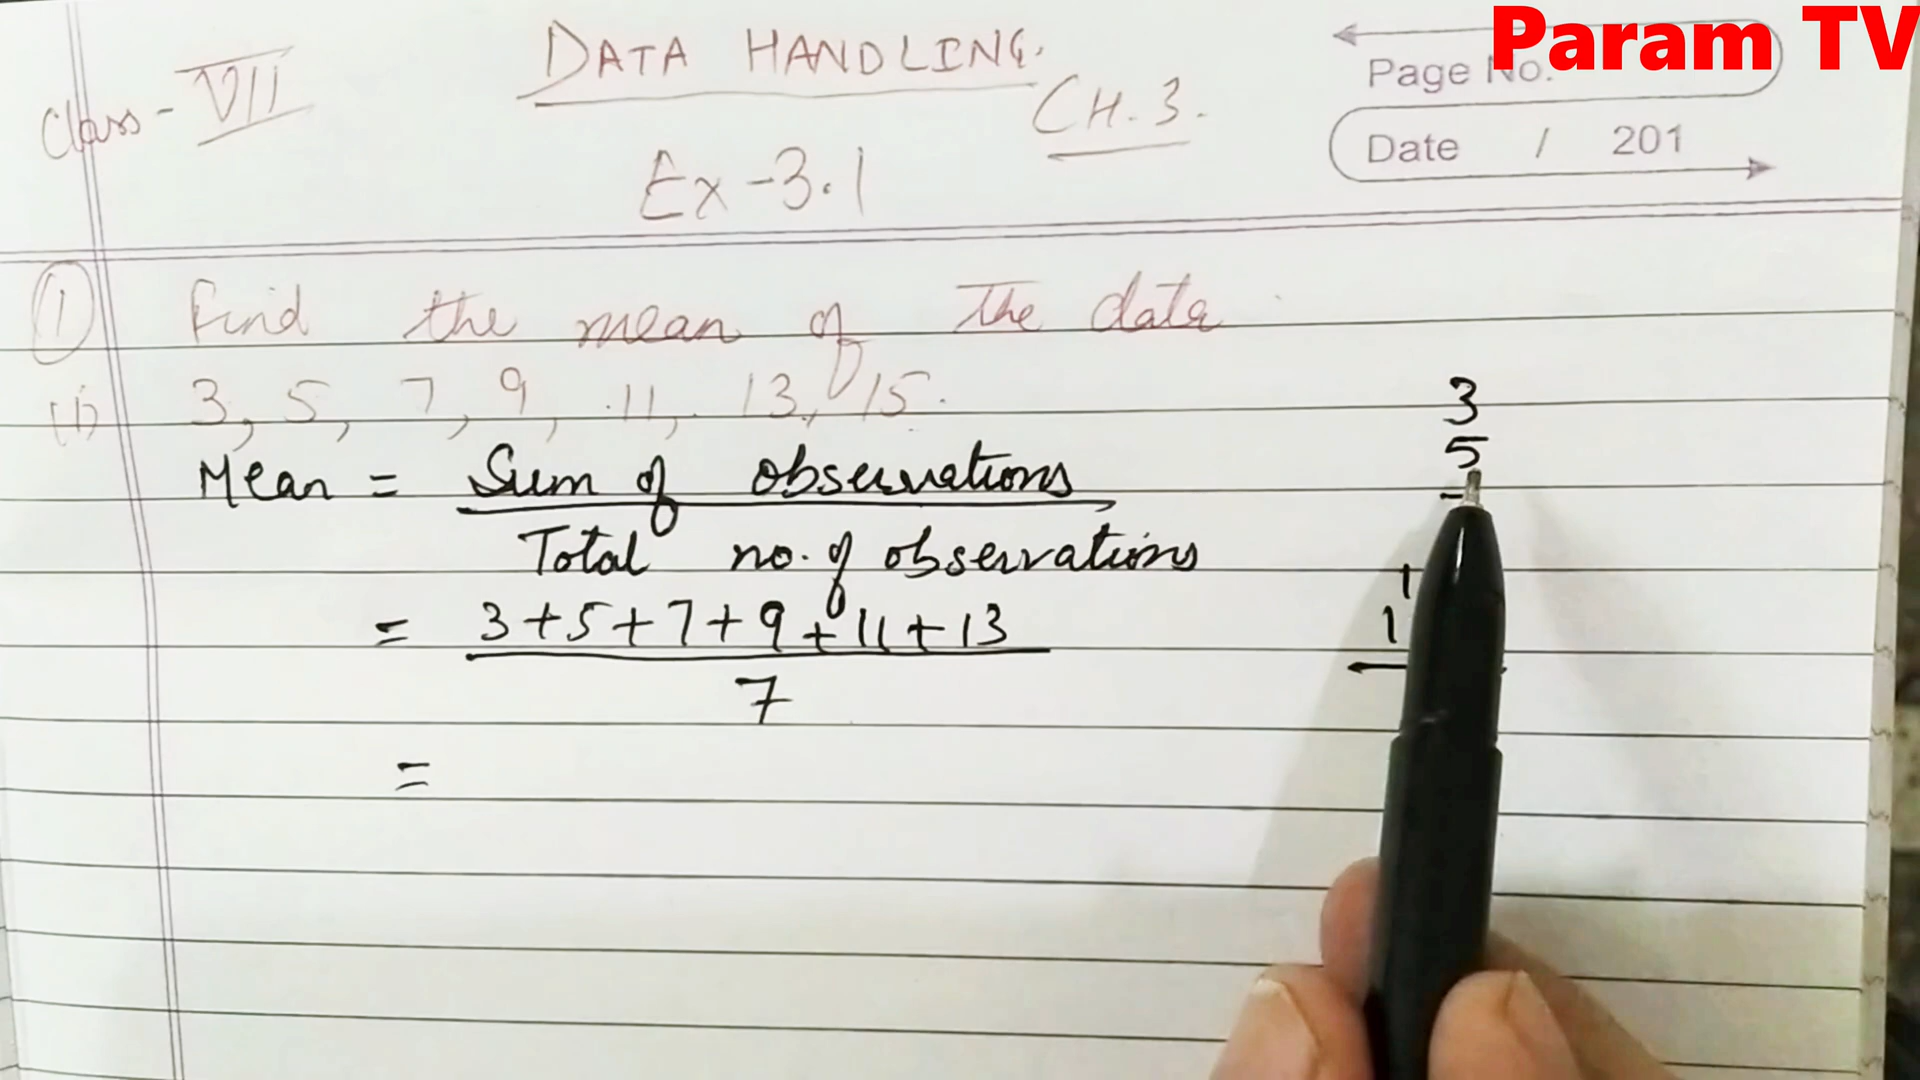 Param TV
Page No.
Date / 201
Class - VII
DATA HANDLING.
CH. 3.
Ex - 3.1
1 Find the mean of the data
(i) 3, 5, 7, 9, 11, 13, 15.
Mean = Sum of observations
Total no. of observations
= 3+5+7+9+11+13
7
=
3
5
1
1